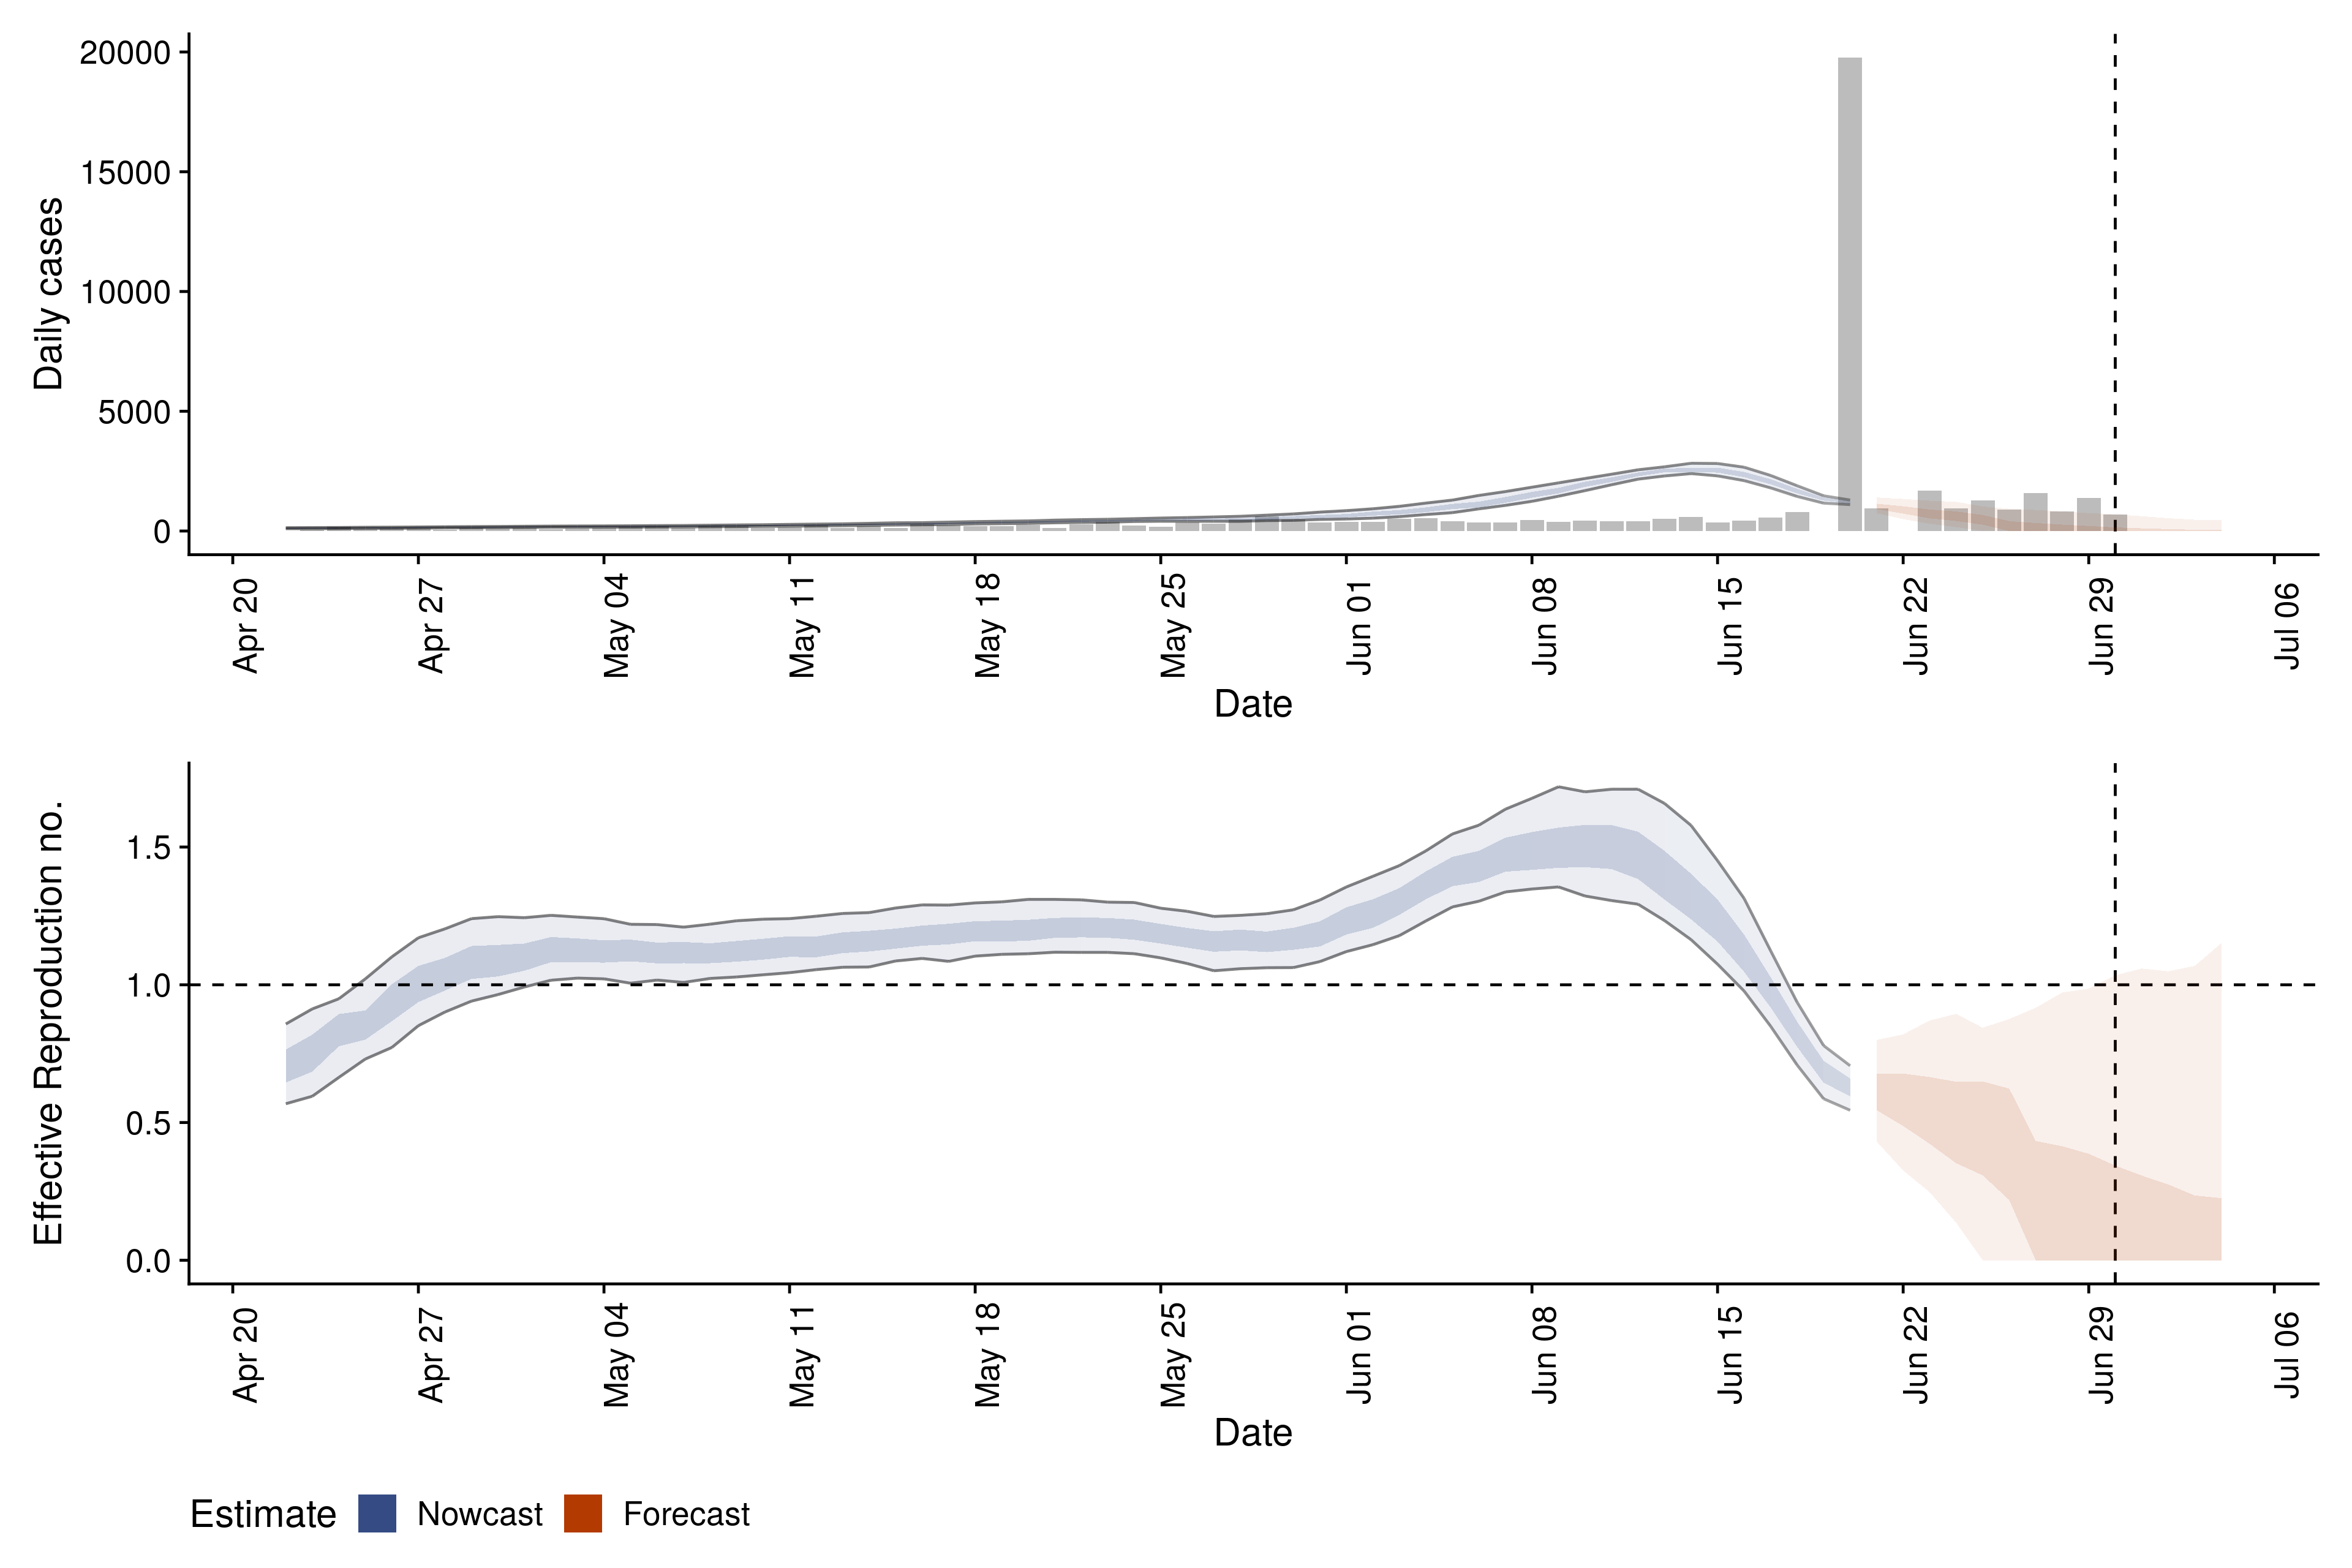 Daily cases
20000
15000
10000
5000
0
Apr 20
Apr 27
May 04
May 11
May 18
May 25
Jun 01
Jun 08
Jun 15
Jun 22
Jun 29
Jul 06
Date
Effective Reproduction no.
1.5
1.0
0.5
0.0
Apr 20
Apr 27
May 04
May 11
May 18
May 25
Jun 01
Jun 08
Jun 15
Jun 22
Jun 29
Jul 06
Date
Estimate Nowcast Forecast